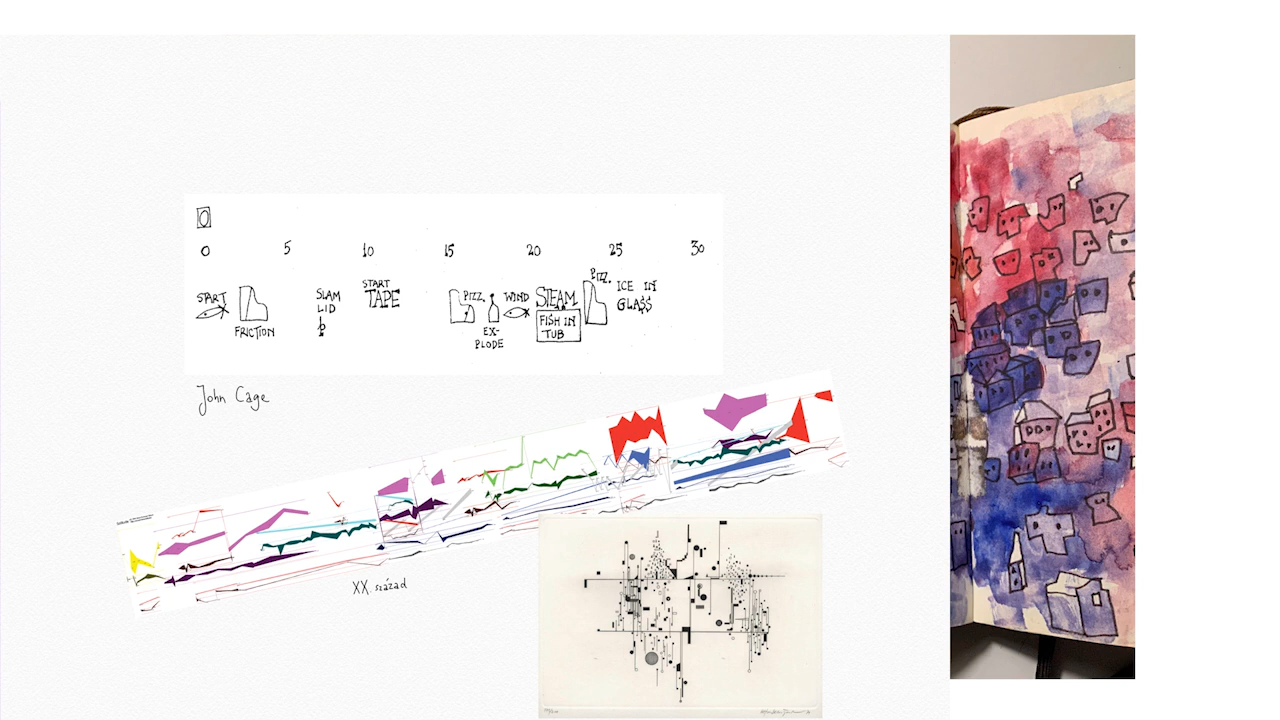 0
0 5 10 15 20 25 30
START
FRICTION
SLAM
LID
START
TAPE
PIZZ.
EX-
PLODE
WIND
STEAM
FISH IN
TUB
PIZZ.
ICE IN
GLA$$
John Cage
XX. század